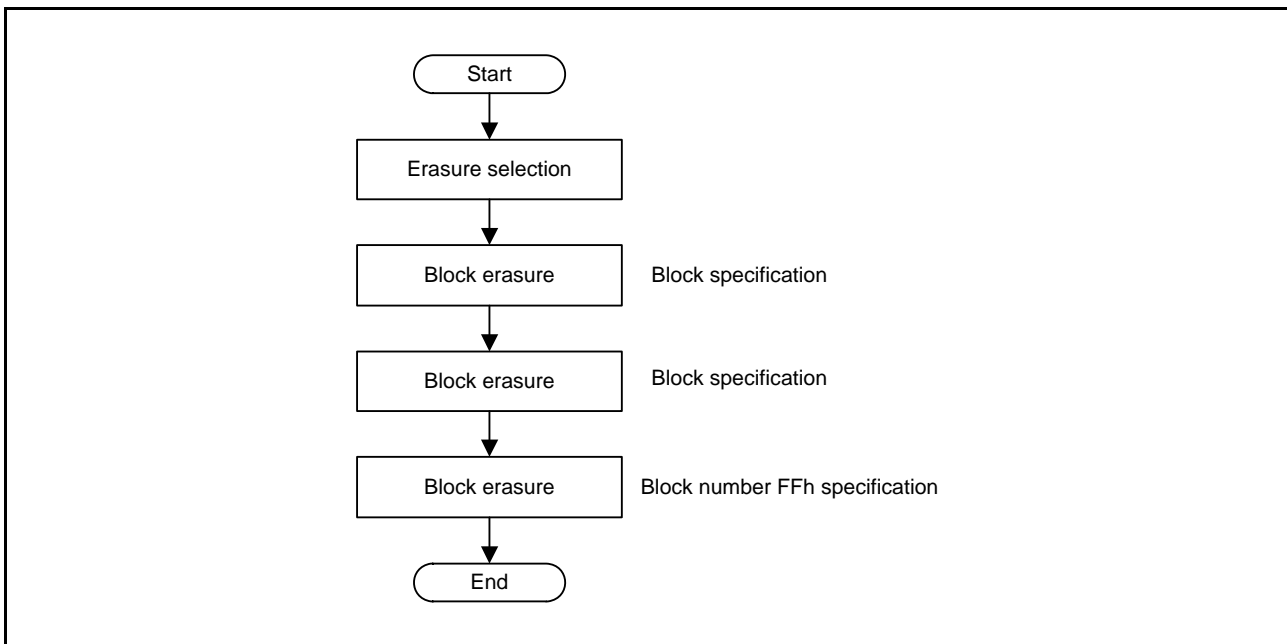 Start
Erasure selection
Block erasure
Block specification
Block erasure
Block specification
Block erasure
Block number FFh specification
End